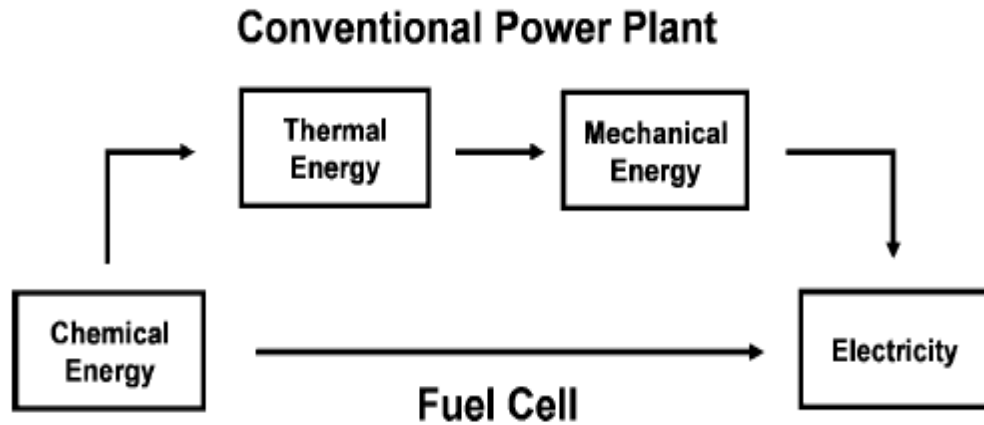 Conventional Power Plant
Thermal
Energy
Mechanical
Energy
Chemical
Energy
Electricity
Fuel Cell